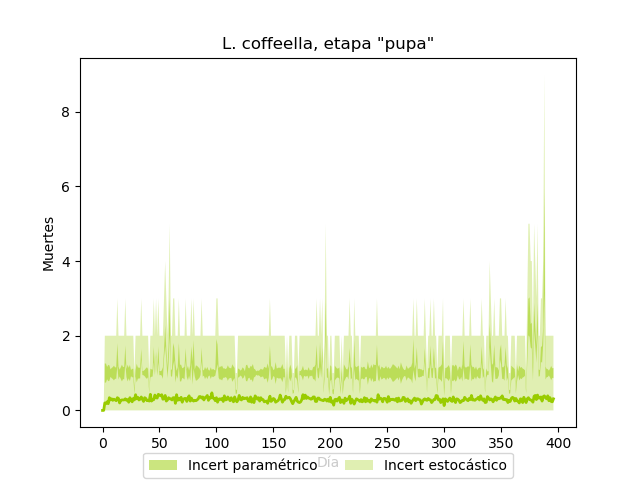 L. coffeella, etapa "pupa"
Muertes
8
6
4
2
0
0 50 100 150 200 250 300 350 400
Día
Incert paramétrico Incert estocástico